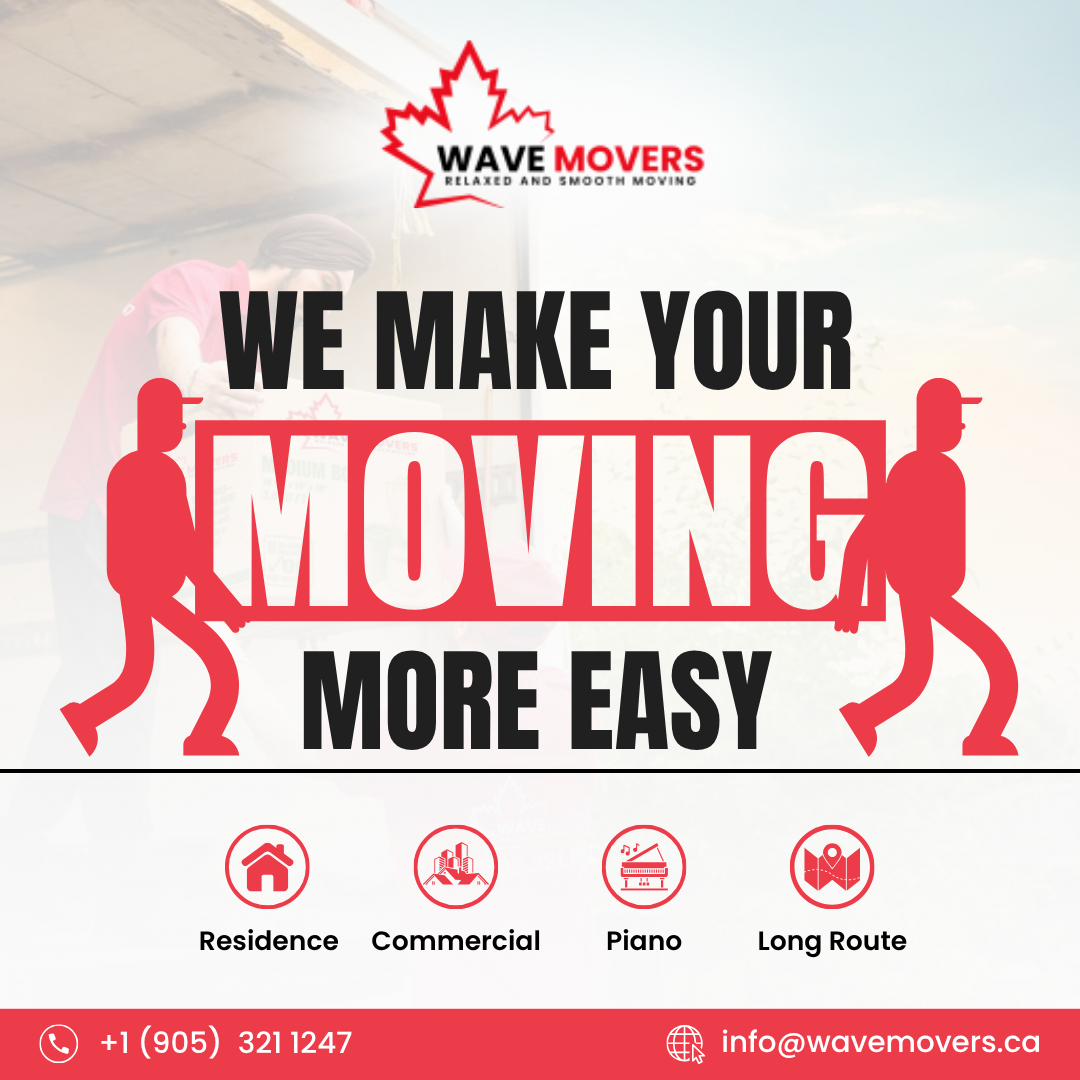 WAVE MOVERS
RELAXED AND SMOOTH MOVING
WE MAKE YOUR
MOVING
MORE EASY
Residence
Commercial
Piano
Long Route
+1 (905) 321 1247
info@wavemovers.ca